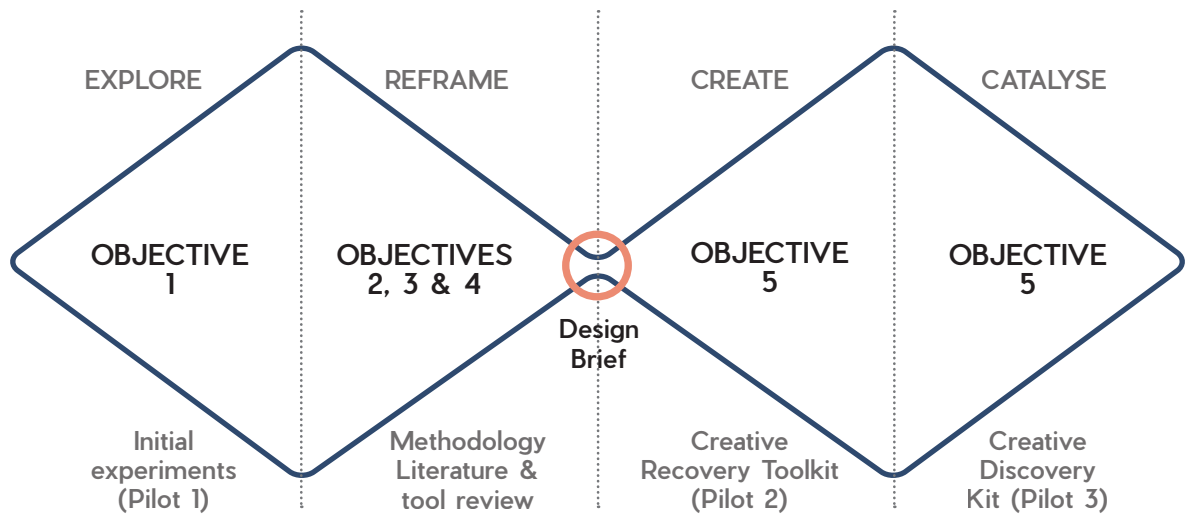 EXPLORE
REFRAME
CREATE
CATALYSE
OBJECTIVE
1
OBJECTIVES
2, 3 & 4
OBJECTIVE
5
OBJECTIVE
5
Design
Brief
Initial
experiments
(Pilot 1)
Methodology
Literature &
tool review
Creative
Recovery Toolkit
(Pilot 2)
Creative
Discovery
Kit (Pilot 3)